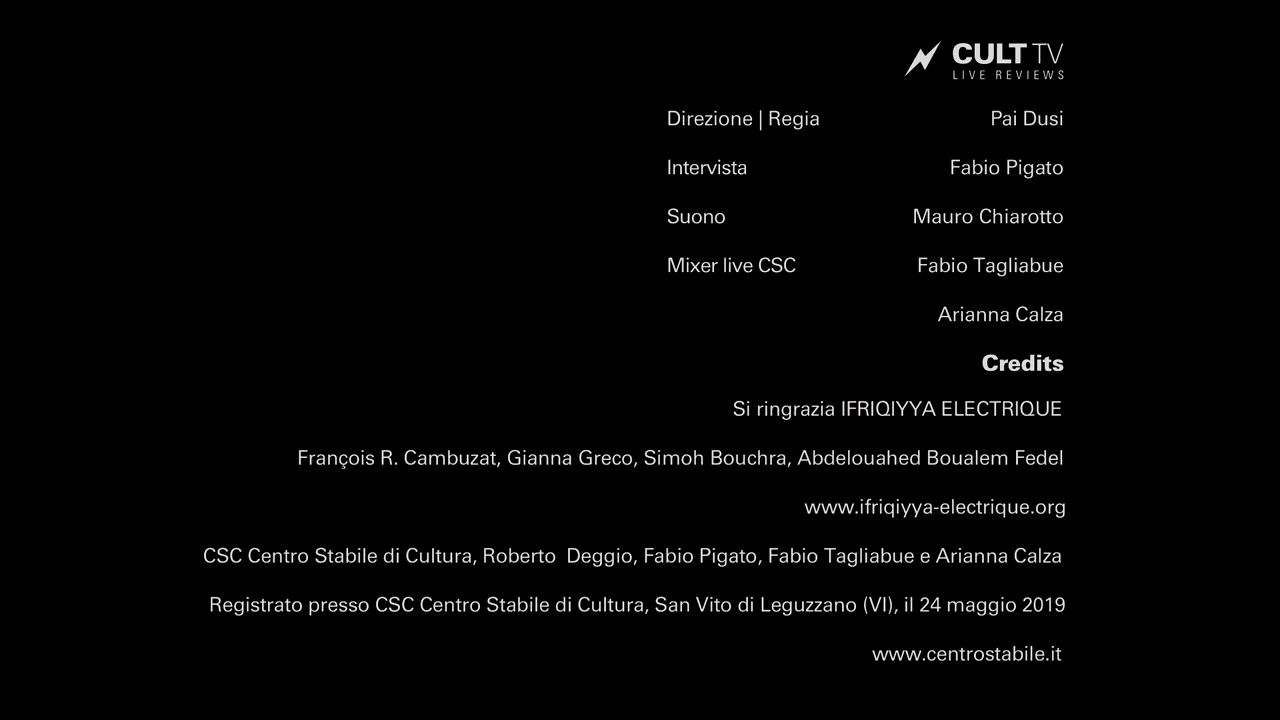 CULT TV
LIVE REVIEWS
Direzione | Regia Pai Dusi
Intervista Fabio Pigato
Suono Mauro Chiarotto
Mixer live CSC Fabio Tagliabue
Arianna Calza
Credits
Si ringrazia IFRIQIYYA ELECTRIQUE
François R. Cambuzat, Gianna Greco, Simoh Bouchra, Abdelouahed Boualem Fedel
www.ifriqiyya-electrique.org
CSC Centro Stabile di Cultura, Roberto  Deggio, Fabio Pigato, Fabio Tagliabue e Arianna Calza
Registrato presso CSC Centro Stabile di Cultura, San Vito di Leguzzano (VI), il 24 maggio 2019
www.centrostabile.it